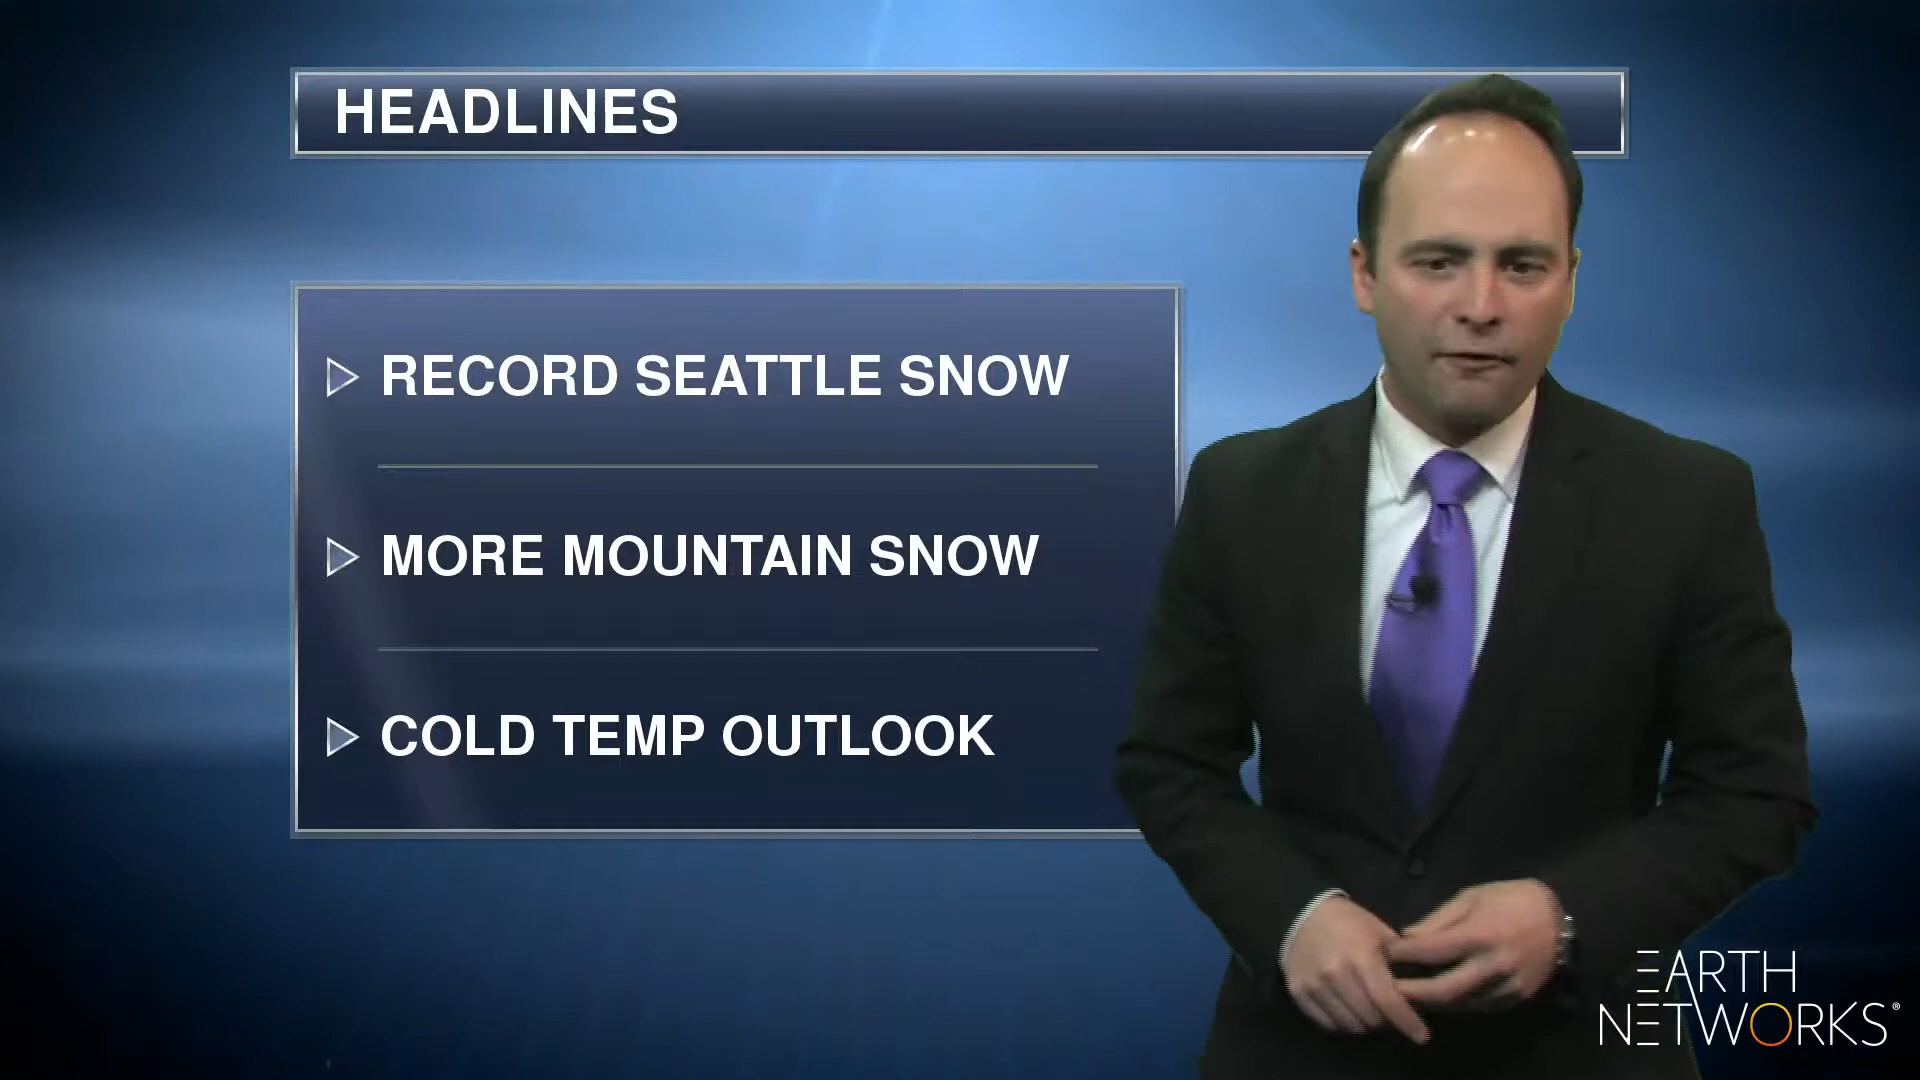 HEADLINES
RECORD SEATTLE SNOW
MORE MOUNTAIN SNOW
COLD TEMP OUTLOOK
EARTH
NETWORKS®